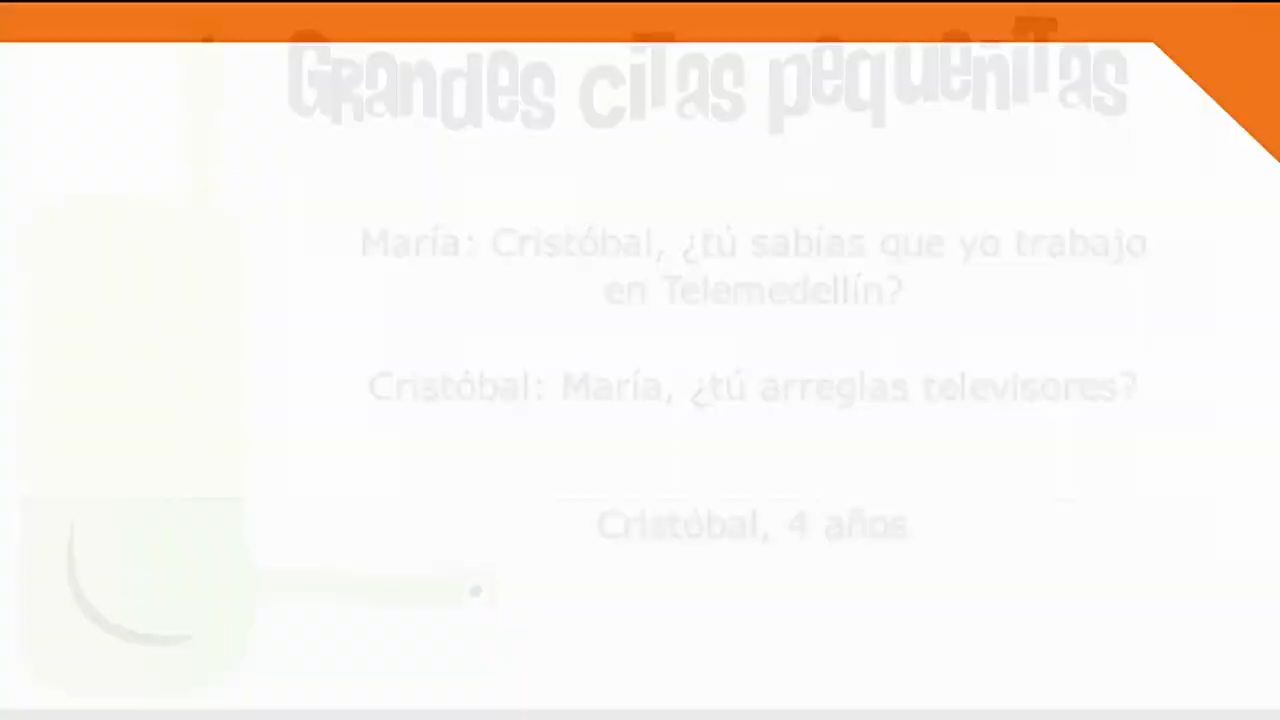 Grandes citas pequeñitas
María: Cristóbal, ¿tú sabías que yo trabajo
en Telemedellín?
Cristóbal: María, ¿tú arreglas televisores?
Cristóbal, 4 años